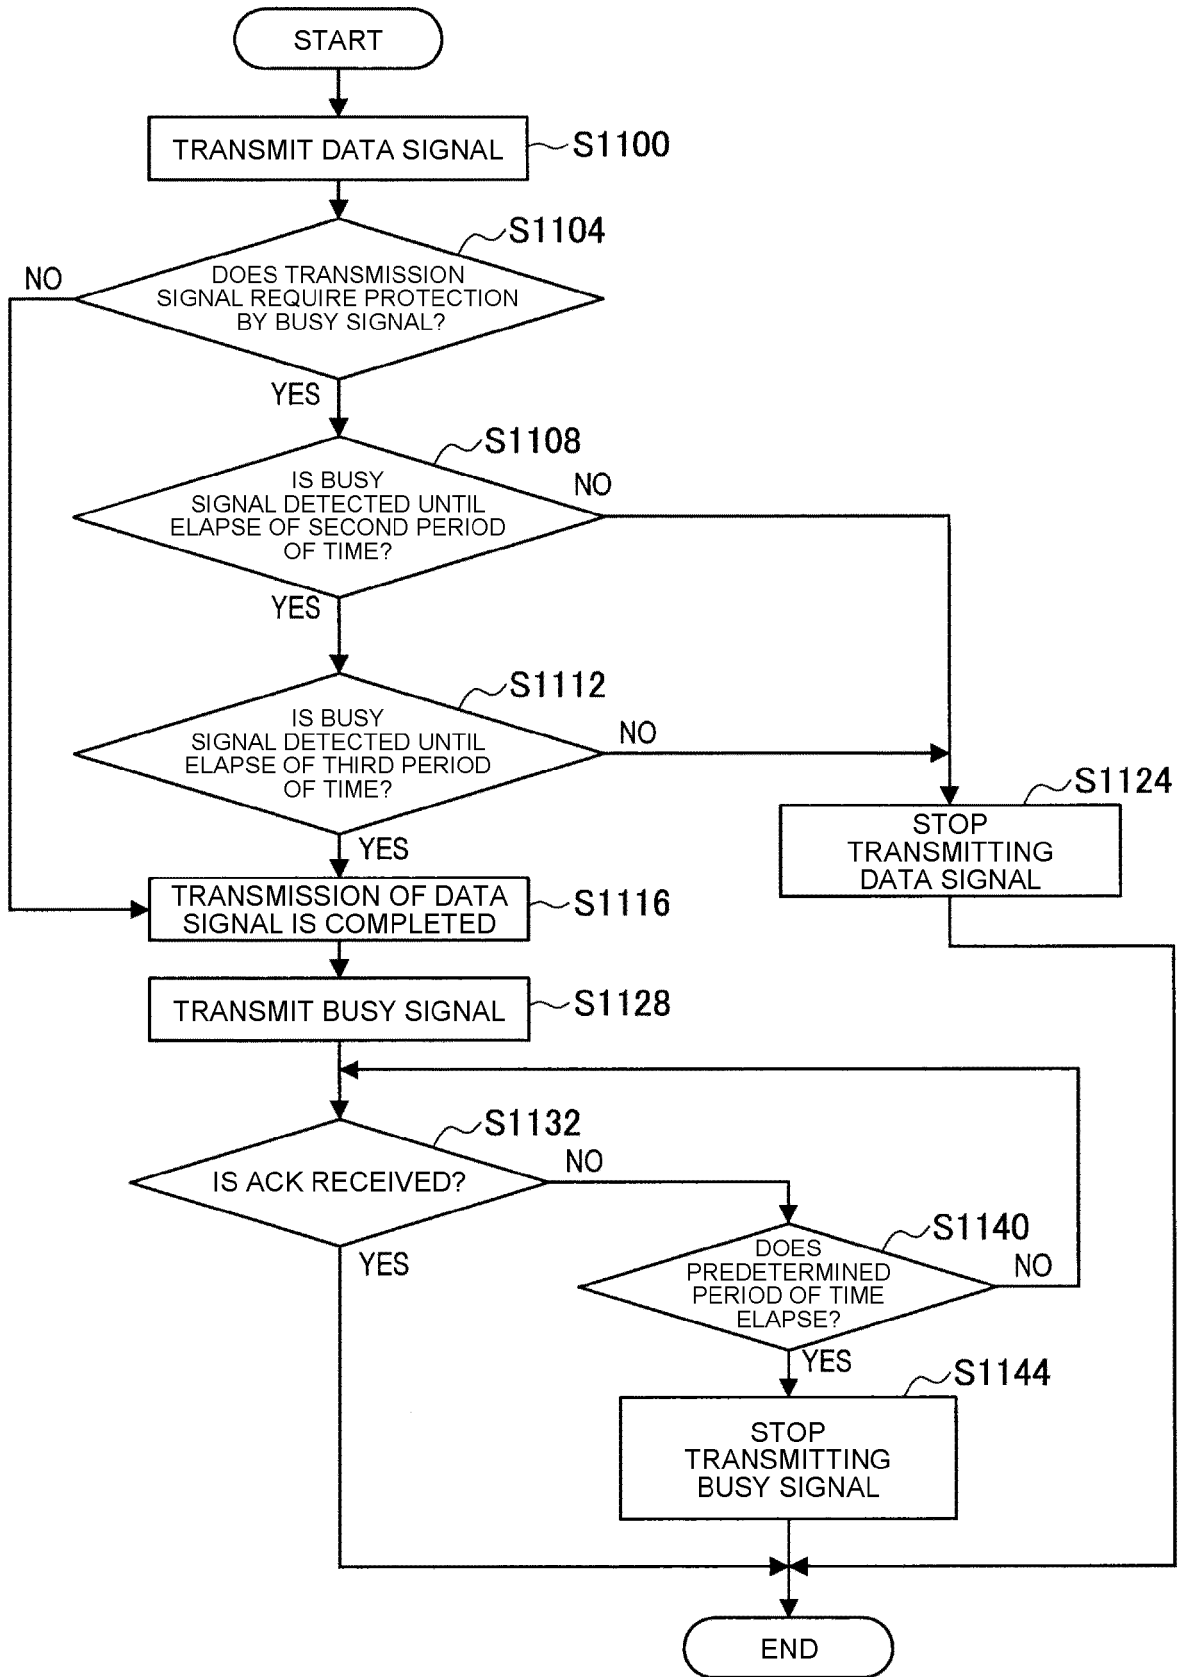 START
TRANSMIT DATA SIGNAL
S1100
S1104
DOES TRANSMISSION
SIGNAL REQUIRE PROTECTION
BY BUSY SIGNAL?
NO
YES
S1108
IS BUSY
SIGNAL DETECTED UNTIL
ELAPSE OF SECOND PERIOD
OF TIME?
NO
YES
S1112
IS BUSY
SIGNAL DETECTED UNTIL
ELAPSE OF THIRD PERIOD
OF TIME?
NO
YES
S1124
STOP
TRANSMITTING
DATA SIGNAL
TRANSMISSION OF DATA
SIGNAL IS COMPLETED
S1116
TRANSMIT BUSY SIGNAL
S1128
S1132
IS ACK RECEIVED?
NO
YES
S1140
DOES
PREDETERMINED
PERIOD OF TIME
ELAPSE?
NO
YES
S1144
STOP
TRANSMITTING
BUSY SIGNAL
END